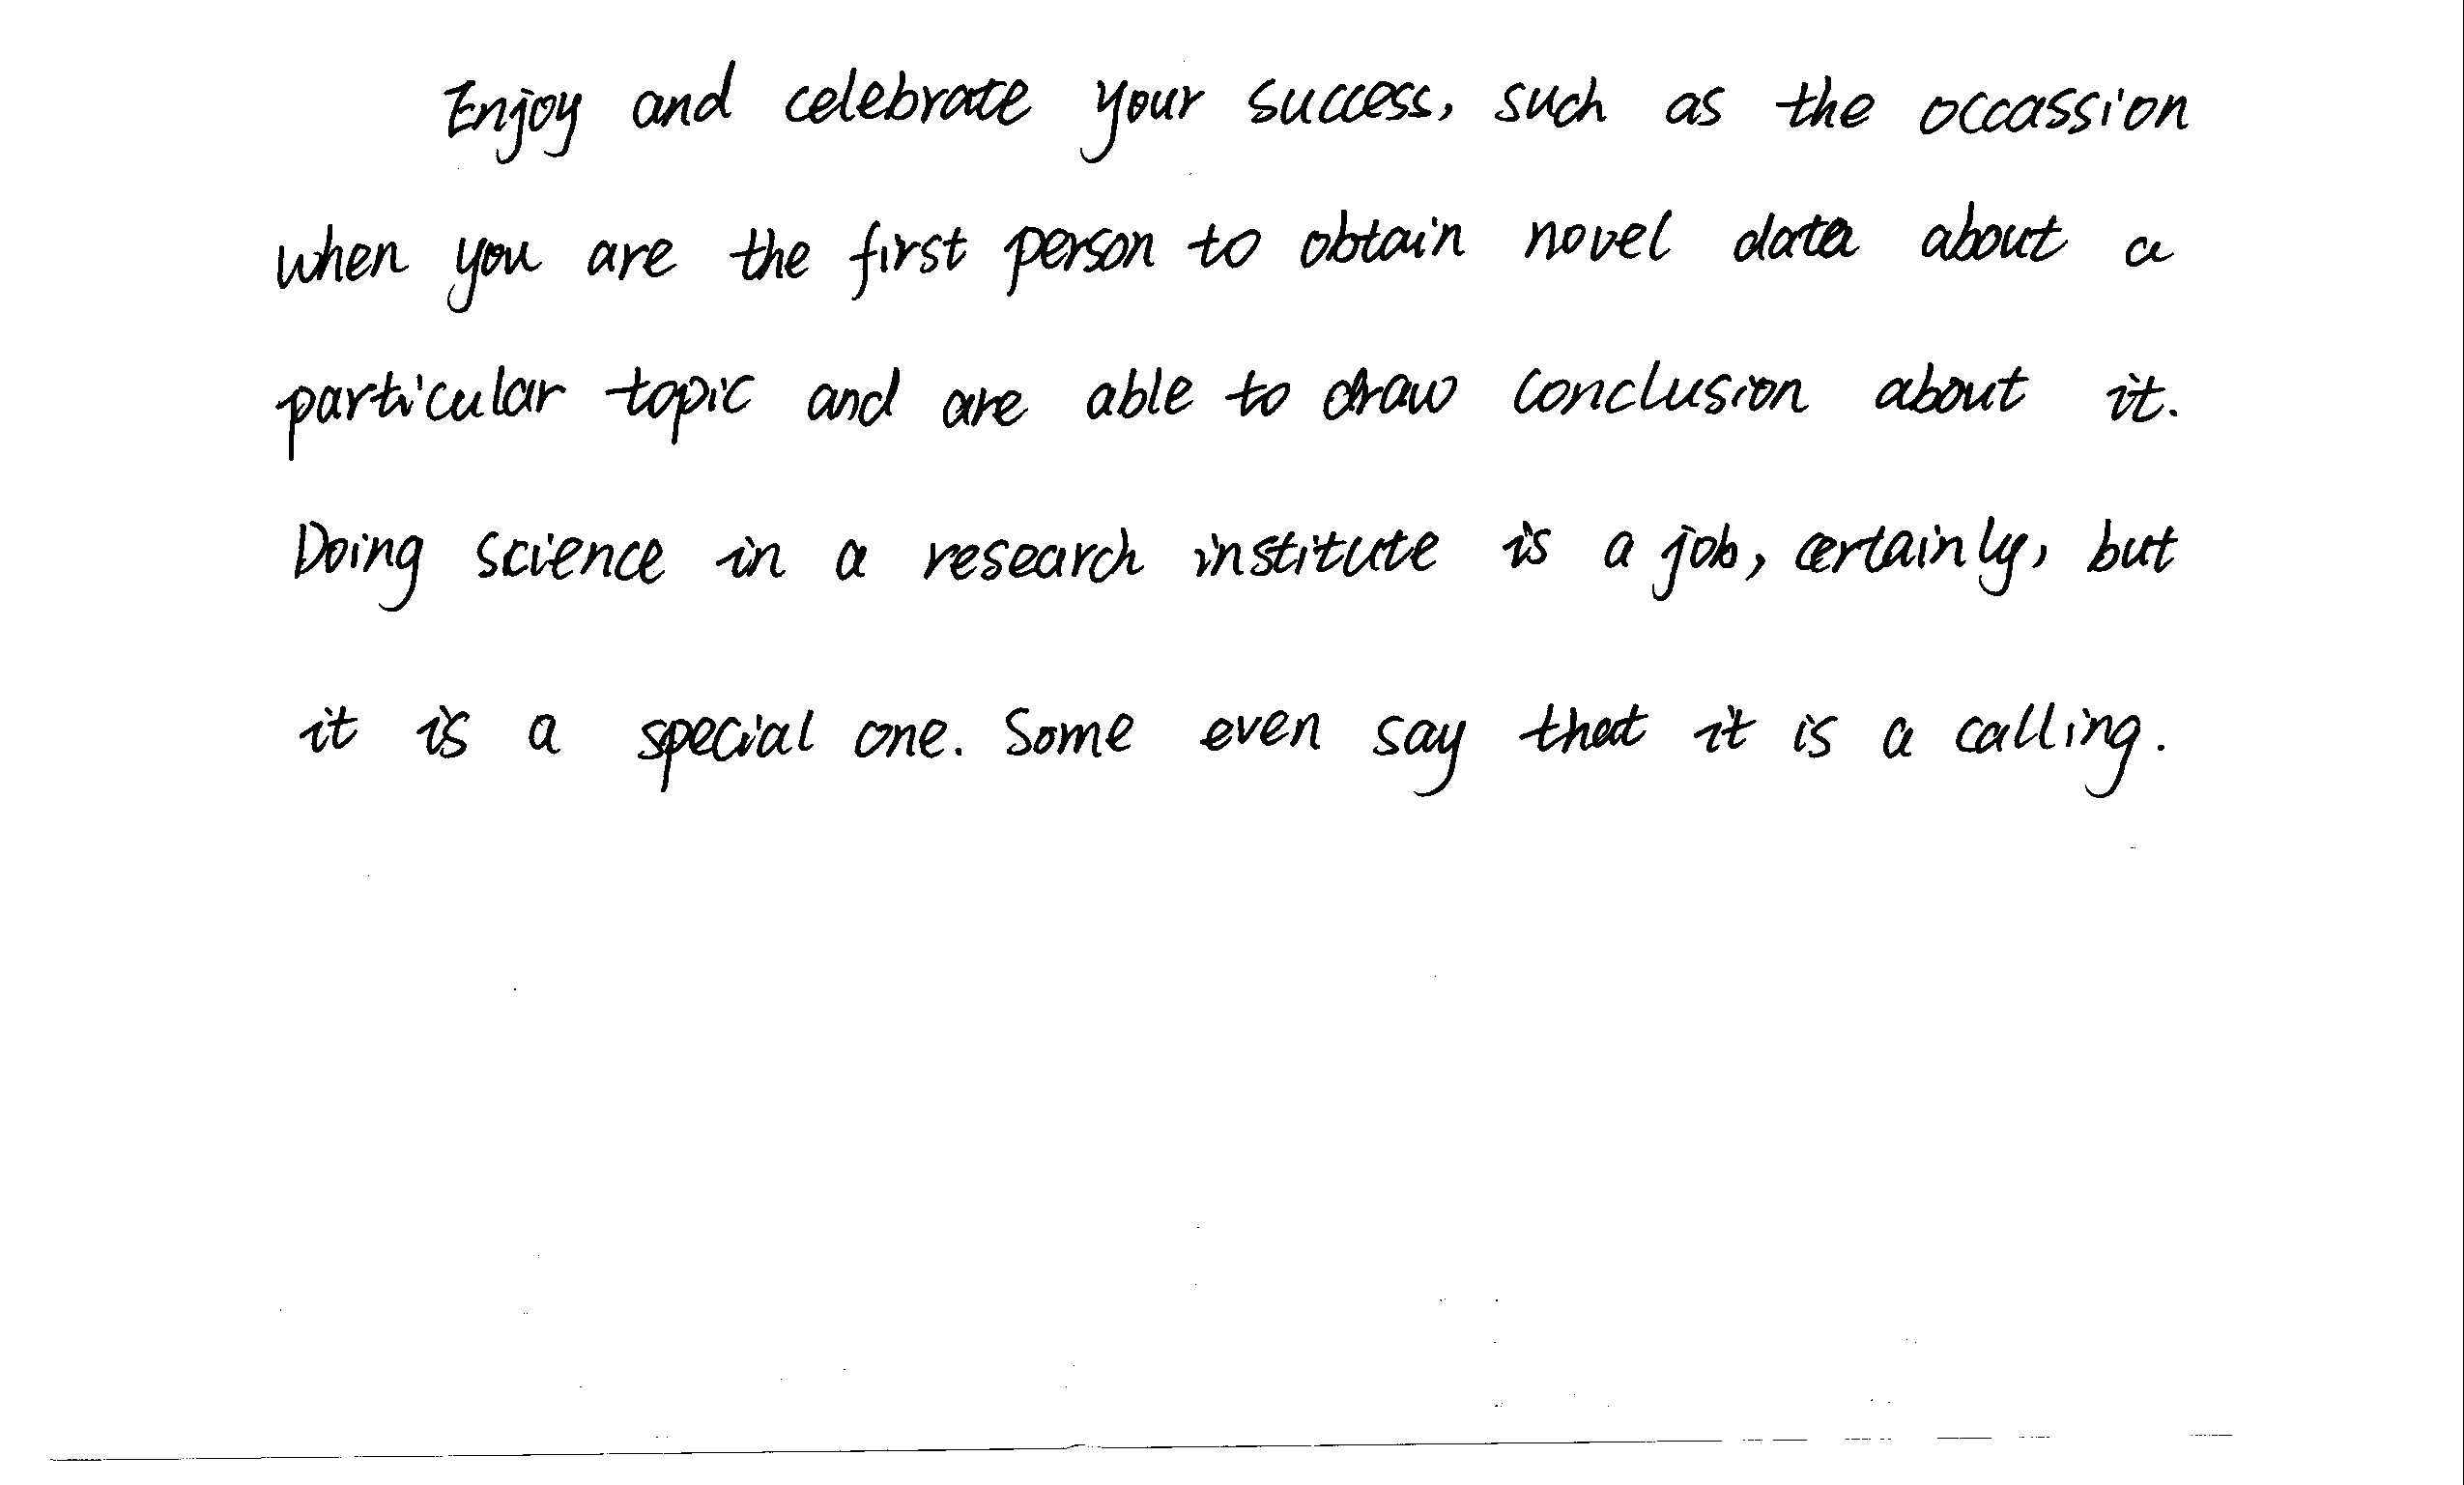 Enjoy and celebrate your success, such as the occassion
when you are the first person to obtain novel data about a
particular topic and are able to draw conclusion about it.
Doing science in a research institute is a job, certainly, but
it is a special one. Some even say that it is a calling.